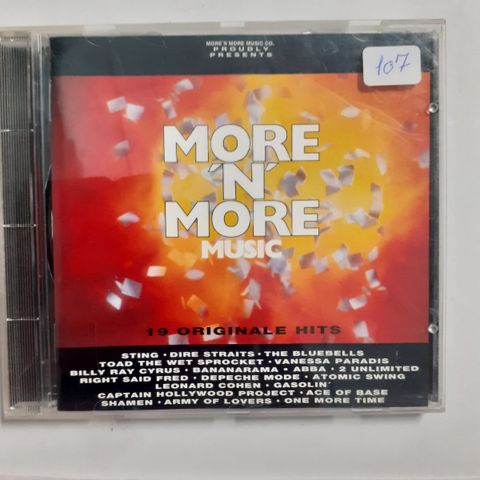 MORE'N MORE MUSIC CO.
PROUDLY
PRESENTS
107
MORE
'N'
MORE
MUSIC
19 ORIGINALE HITS
STING · DIRE STRAITS · THE BLUEBELLS
TOAD THE WET SPROCKET · VANESSA PARADIS
BILLY RAY CYRUS · BANANARAMA · ABBA · 2 UNLIMITED
RIGHT SAID FRED · DEPECHE MODE · ATOMIC SWING
LEONARD COHEN · GASOLIN'
CAPTAIN HOLLYWOOD PROJECT · ACE OF BASE
SHAMEN · ARMY OF LOVERS · ONE MORE TIME